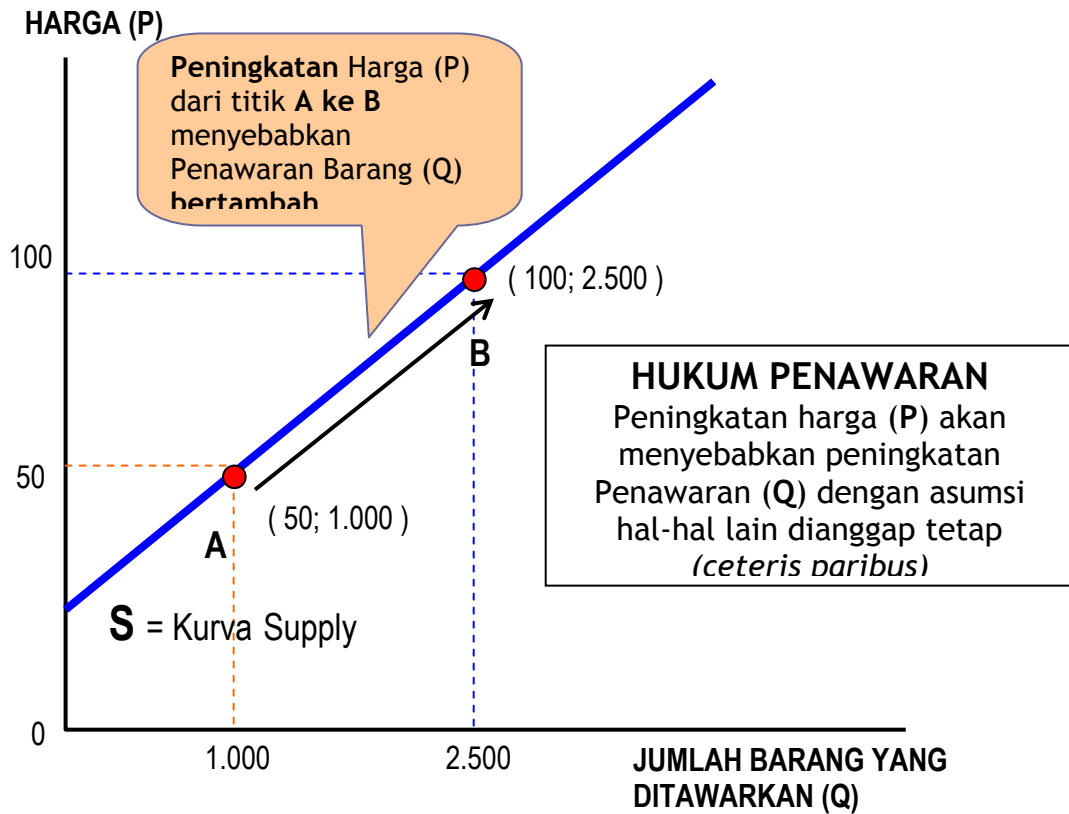 HARGA (P)
Peningkatan Harga (P)
dari titik A ke B
menyebabkan
Penawaran Barang (Q)
bertambah
100
( 100; 2.500 )
B
HUKUM PENAWARAN
Peningkatan harga (P) akan
menyebabkan peningkatan
Penawaran (Q) dengan asumsi
hal-hal lain dianggap tetap
(ceteris paribus)
50
( 50; 1.000 )
A
S = Kurva Supply
0
1.000
2.500
JUMLAH BARANG YANG
DITAWARKAN (Q)